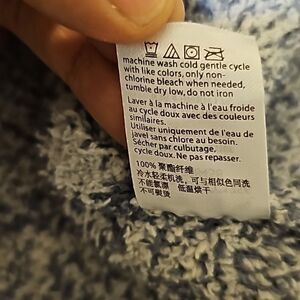 machine wash cold gentle cycle
with like colors, only non-
chlorine bleach when needed,
tumble dry low, do not iron
Laver à la machine à l'eau froide
au cycle doux avec des couleurs
similaires.
Utiliser uniquement de l'eau de
javel sans chlore au besoin.
Sécher par culbutage,
cycle doux. Ne pas repasser.
100% 聚酯纤维
冷水轻柔机洗，可与相似色同洗
不能氯漂 低温烘干
不可熨烫